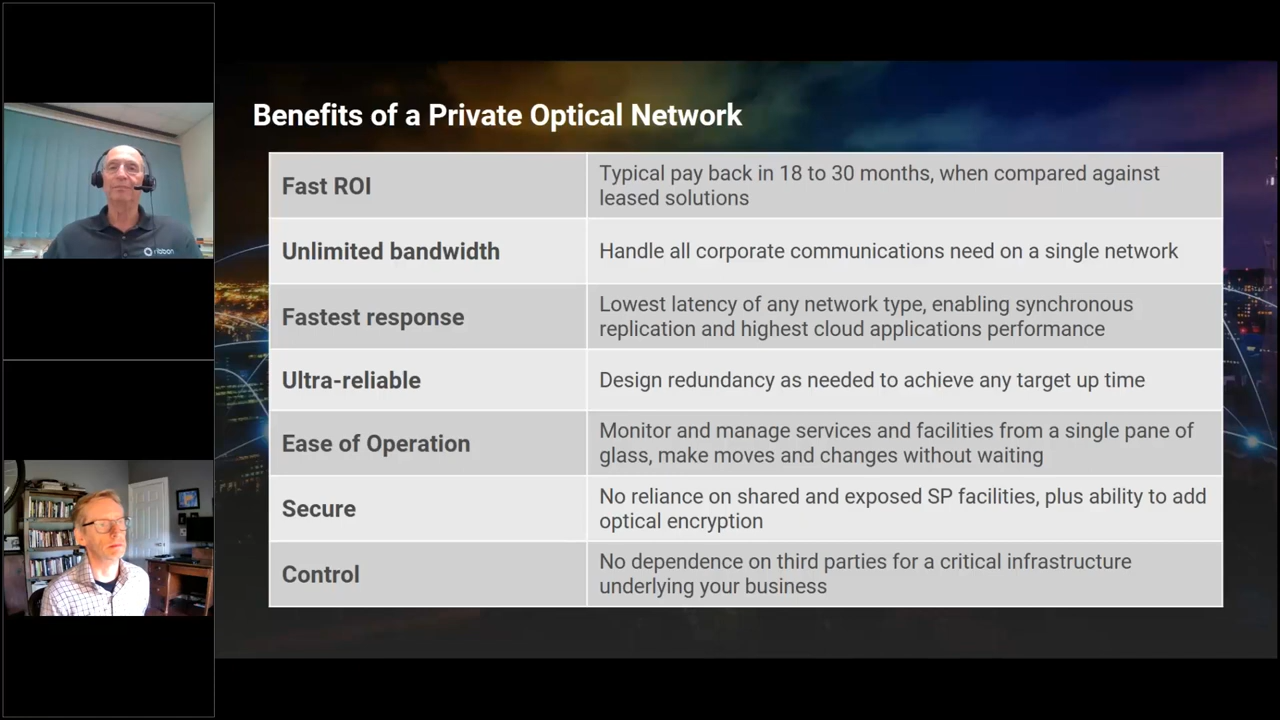 Benefits of a Private Optical Network
Fast ROI
Typical pay back in 18 to 30 months, when compared against
leased solutions
Unlimited bandwidth
Handle all corporate communications need on a single network
Fastest response
Lowest latency of any network type, enabling synchronous
replication and highest cloud applications performance
Ultra-reliable
Design redundancy as needed to achieve any target up time
Ease of Operation
Monitor and manage services and facilities from a single pane of
glass, make moves and changes without waiting
Secure
No reliance on shared and exposed SP facilities, plus ability to add
optical encryption
Control
No dependence on third parties for a critical infrastructure
underlying your business
ribbon